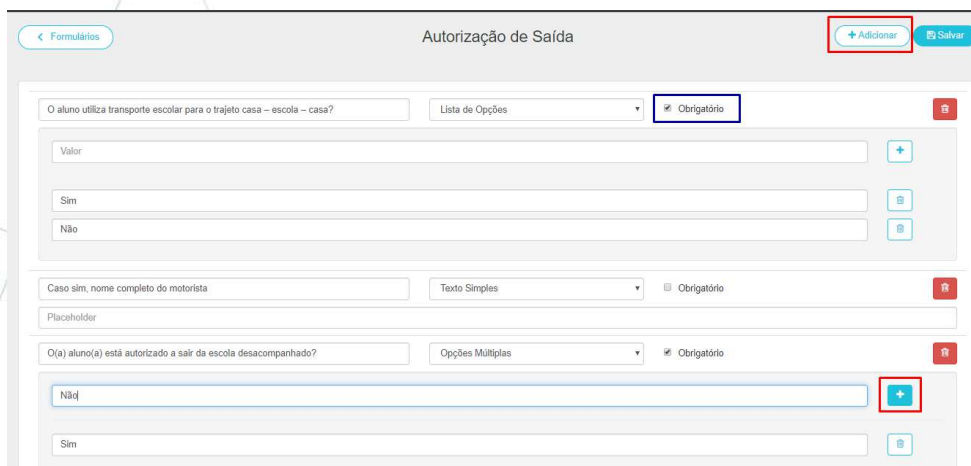 Formulários
Autorização de Saída
+ Adicionar
Salvar
O aluno utiliza transporte escolar para o trajeto casa – escola – casa?
Lista de Opções
Obrigatório
Valor
Sim
Não
Caso sim, nome completo do motorista
Texto Simples
Obrigatório
Placeholder
O(a) aluno(a) está autorizado a sair da escola desacompanhado?
Opções Múltiplas
Obrigatório
Não
Sim